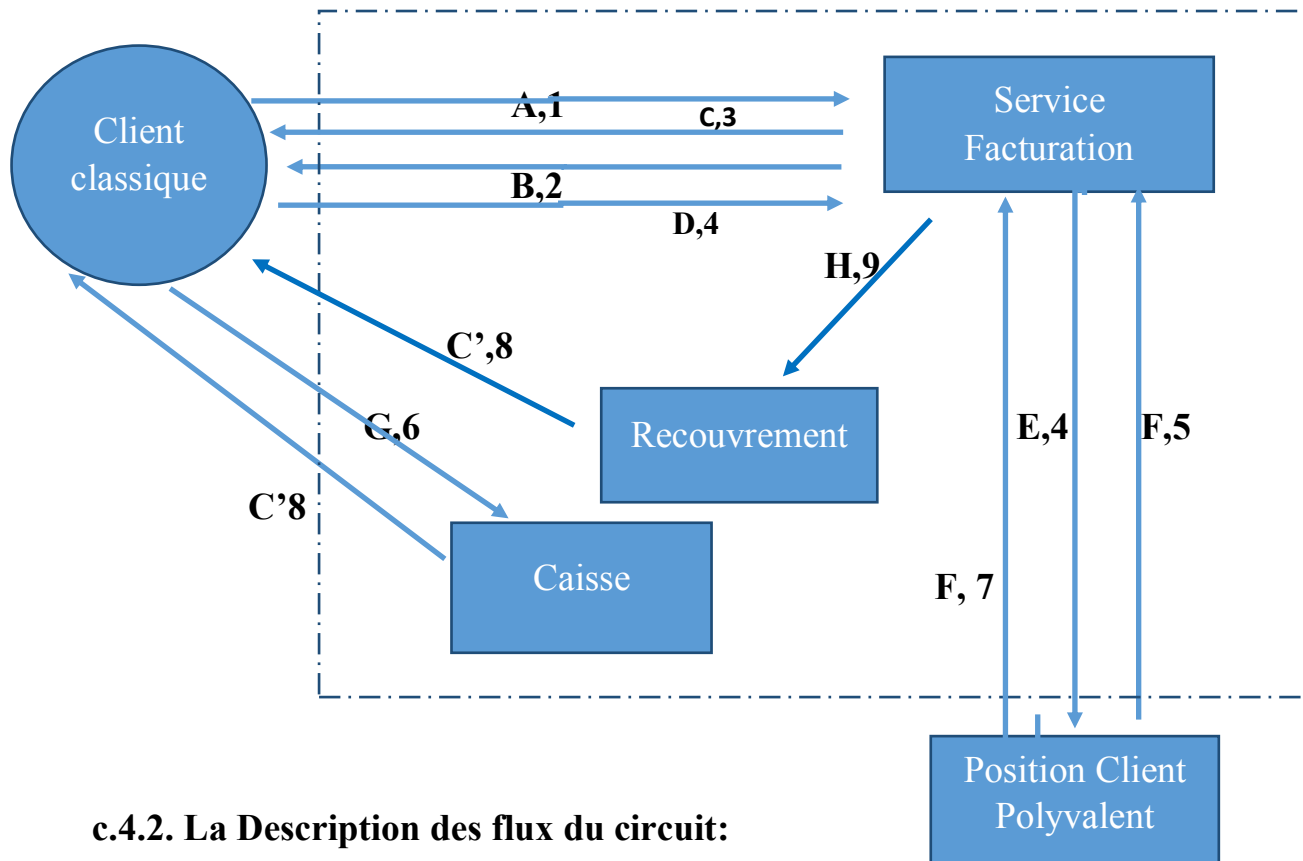 Client
classique
A,1
C,3
B,2
D,4
Service
Facturation
H,9
C’,8
G,6
Recouvrement
E,4
F,5
C’8
Caisse
F, 7
Position Client
Polyvalent
c.4.2. La Description des flux du circuit: